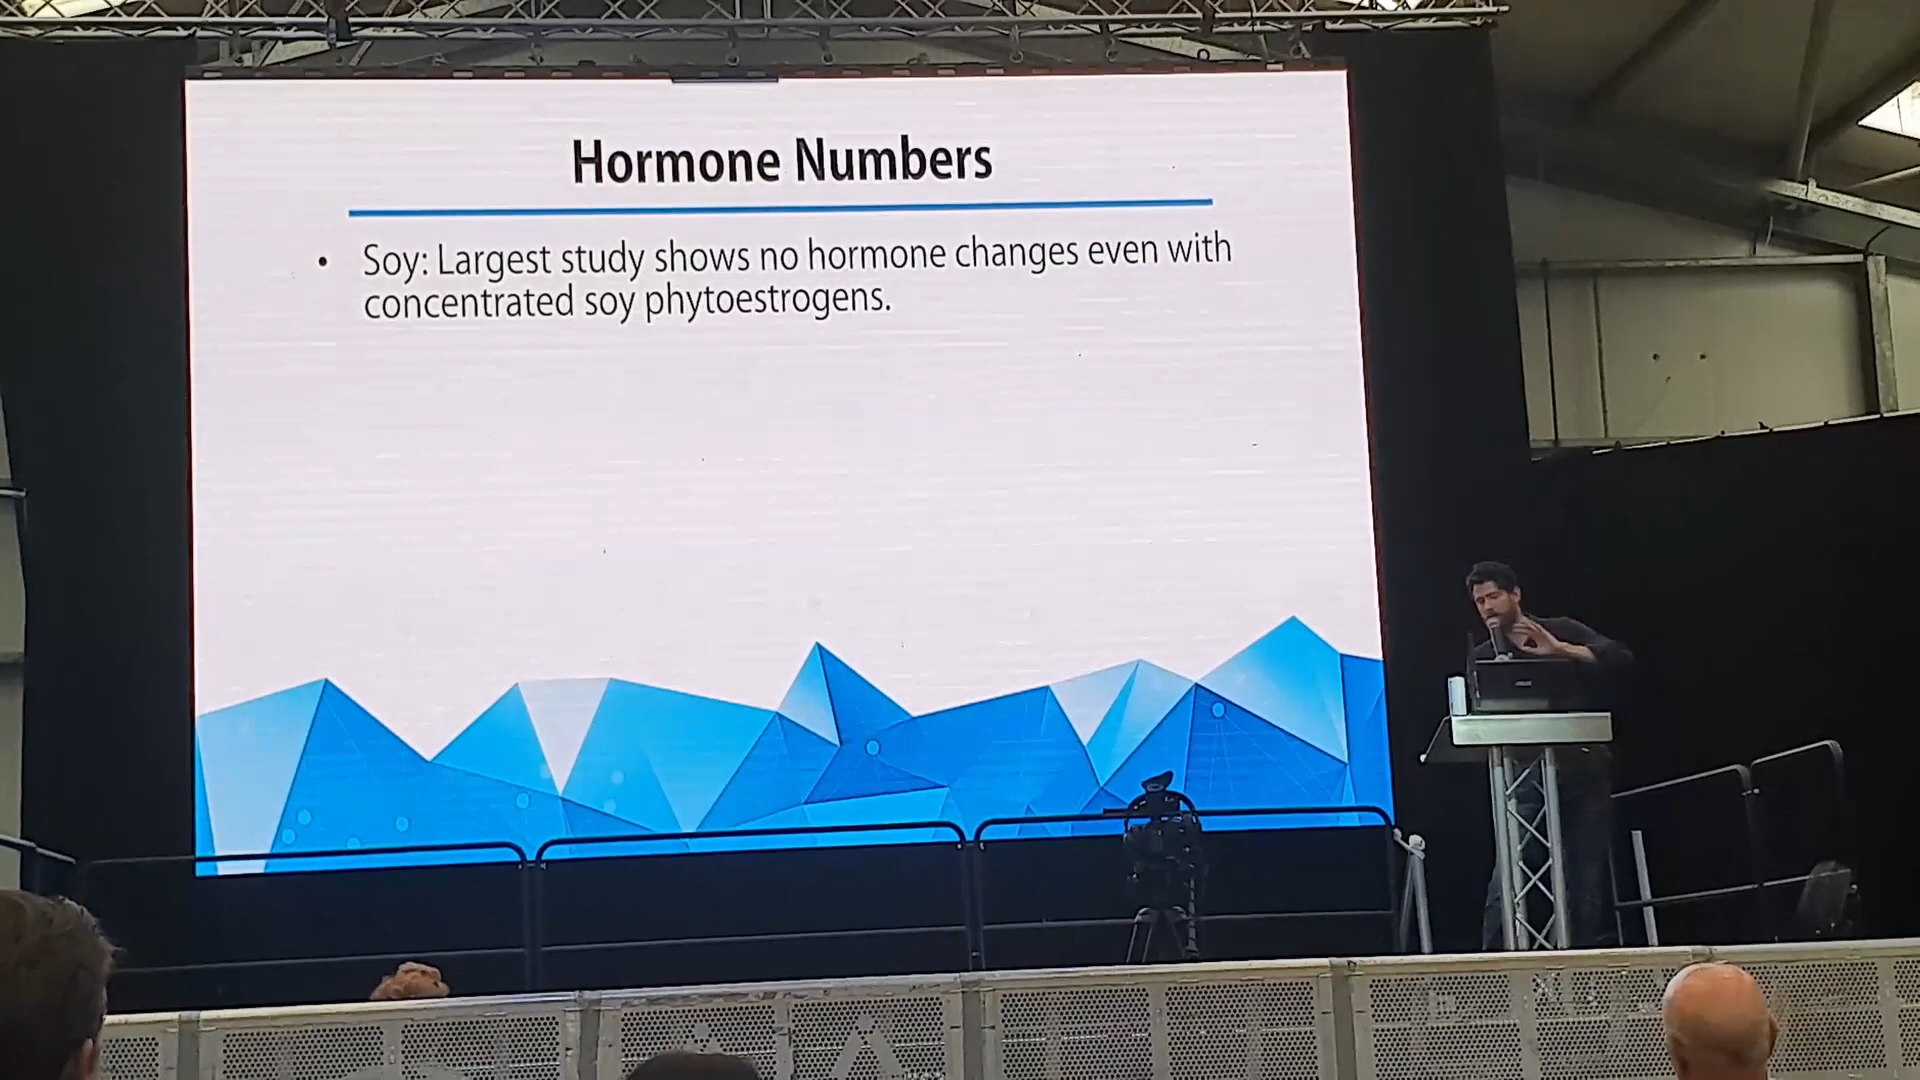 Hormone Numbers
• Soy: Largest study shows no hormone changes even with
concentrated soy phytoestrogens.